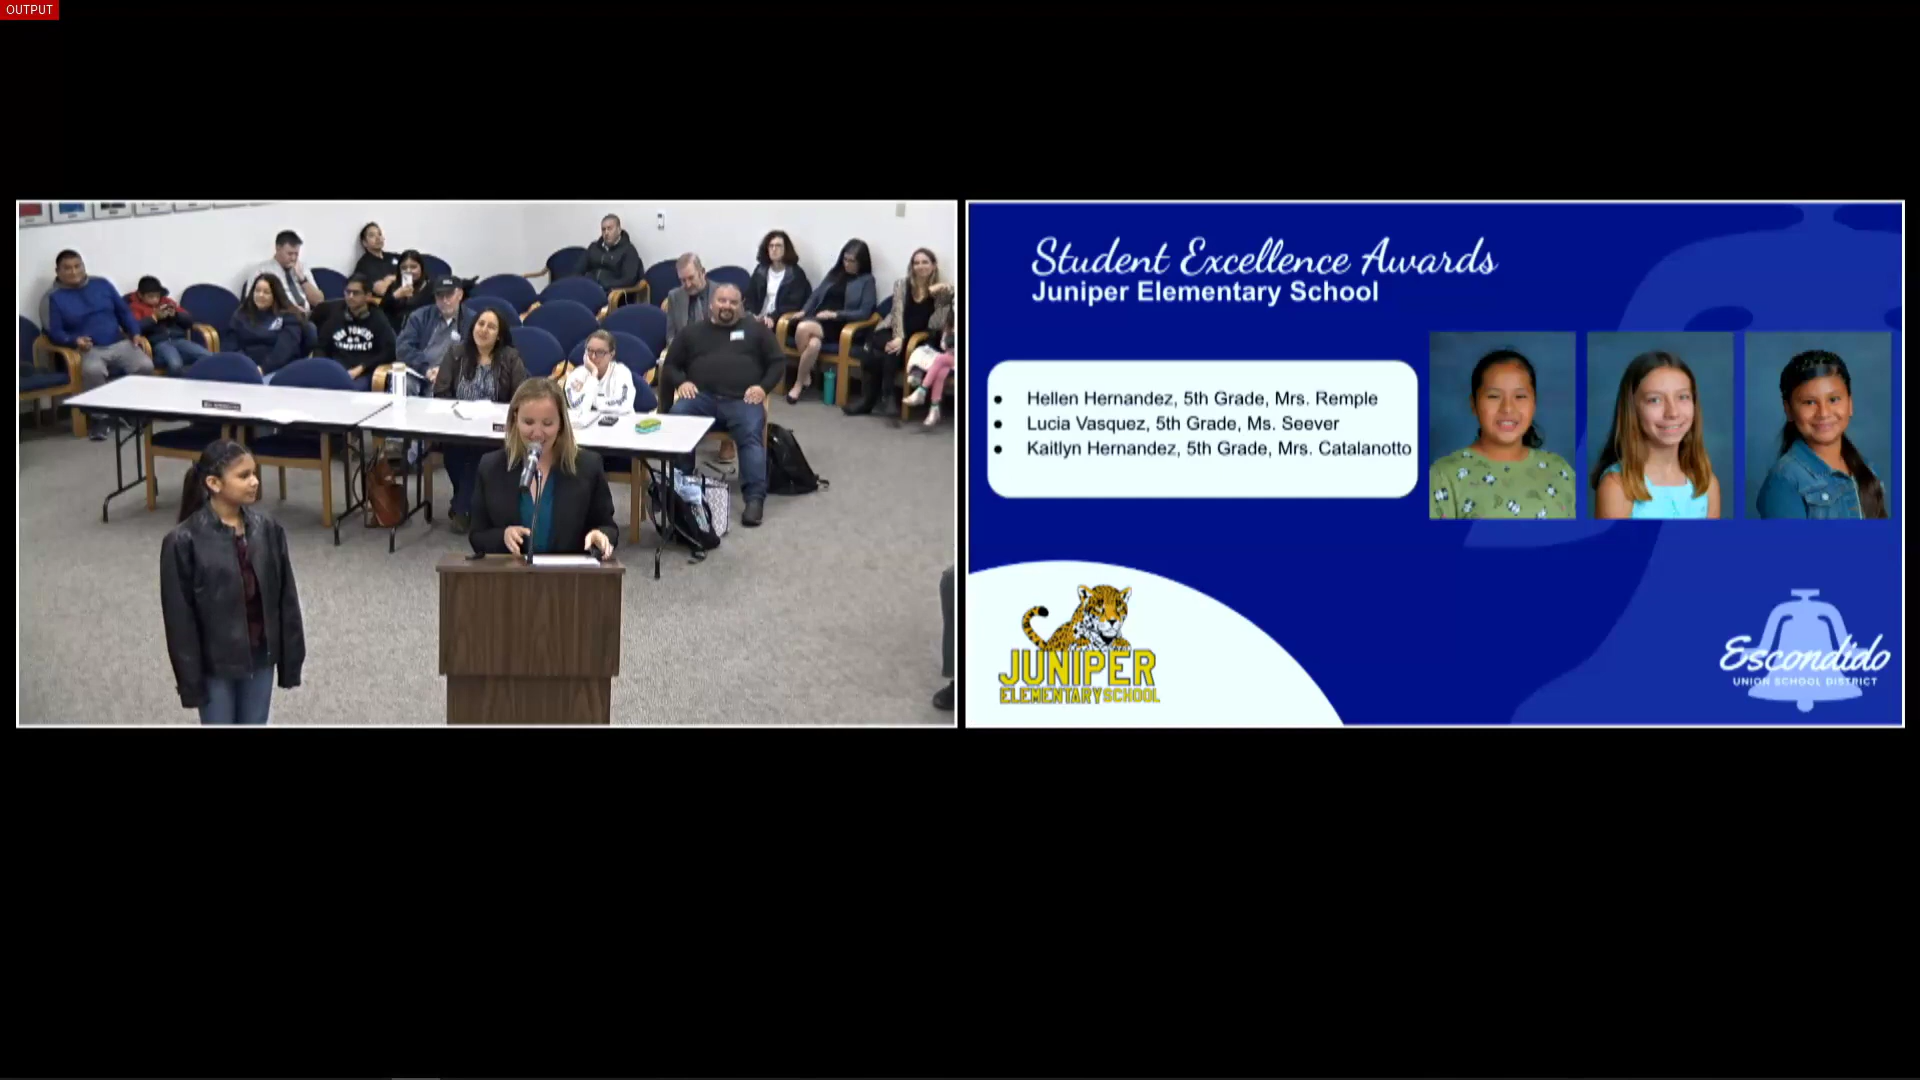 OUTPUT
Student Excellence Awards
Juniper Elementary School
Hellen Hernandez, 5th Grade, Mrs. Remple
Lucia Vasquez, 5th Grade, Ms. Seever
Kaitlyn Hernandez, 5th Grade, Mrs. Catalanotto
JUNIPER
ELEMENTARY SCHOOL
Escondido
UNION SCHOOL DISTRICT